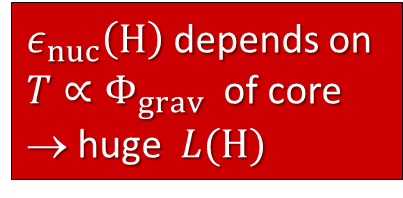 ϵnuc(H) depends on
T ∝ Φgrav of core
→ huge L(H)